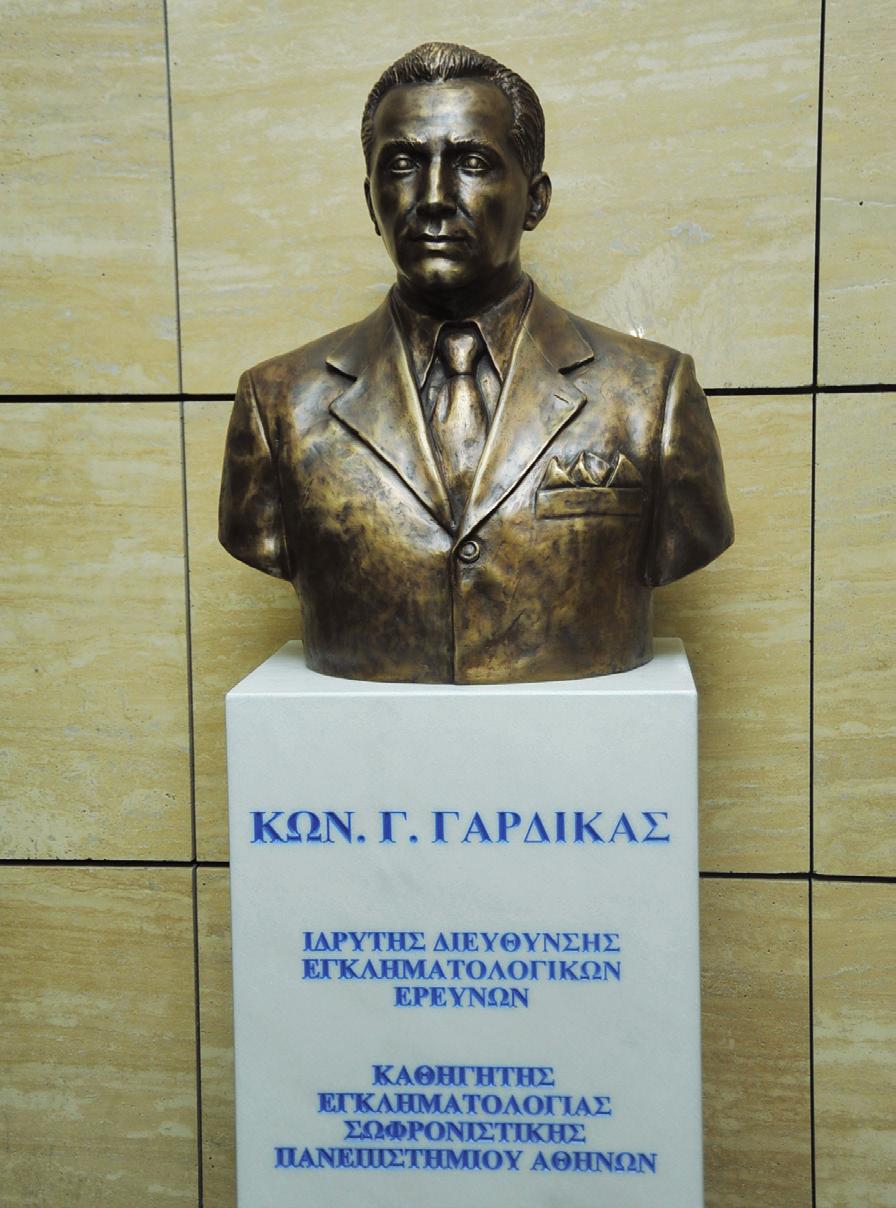 ΚΩΝ. Γ. ΓΑΡΔΙΚΑΣ
ΙΔΡΥΤΗΣ ΔΙΕΥΘΥΝΣΗΣ
ΕΓΚΛΗΜΑΤΟΛΟΓΙΚΩΝ
ΕΡΕΥΝΩΝ
ΚΑΘΗΓΗΤΗΣ
ΕΓΚΛΗΜΑΤΟΛΟΓΙΑΣ
ΣΩΦΡΟΝΙΣΤΙΚΗΣ
ΠΑΝΕΠΙΣΤΗΜΙΟΥ ΑΘΗΝΩΝ